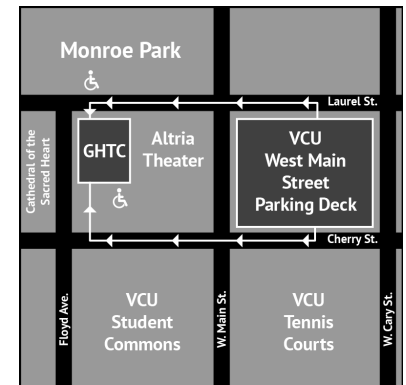 Monroe Park
Laurel St.
Cathedral of the
Sacred Heart
GHTC
Altria
Theater
VCU
West Main
Street
Parking Deck
Cherry St.
Floyd Ave.
VCU
Student
Commons
W. Main St.
VCU
Tennis
Courts
W. Cary St.